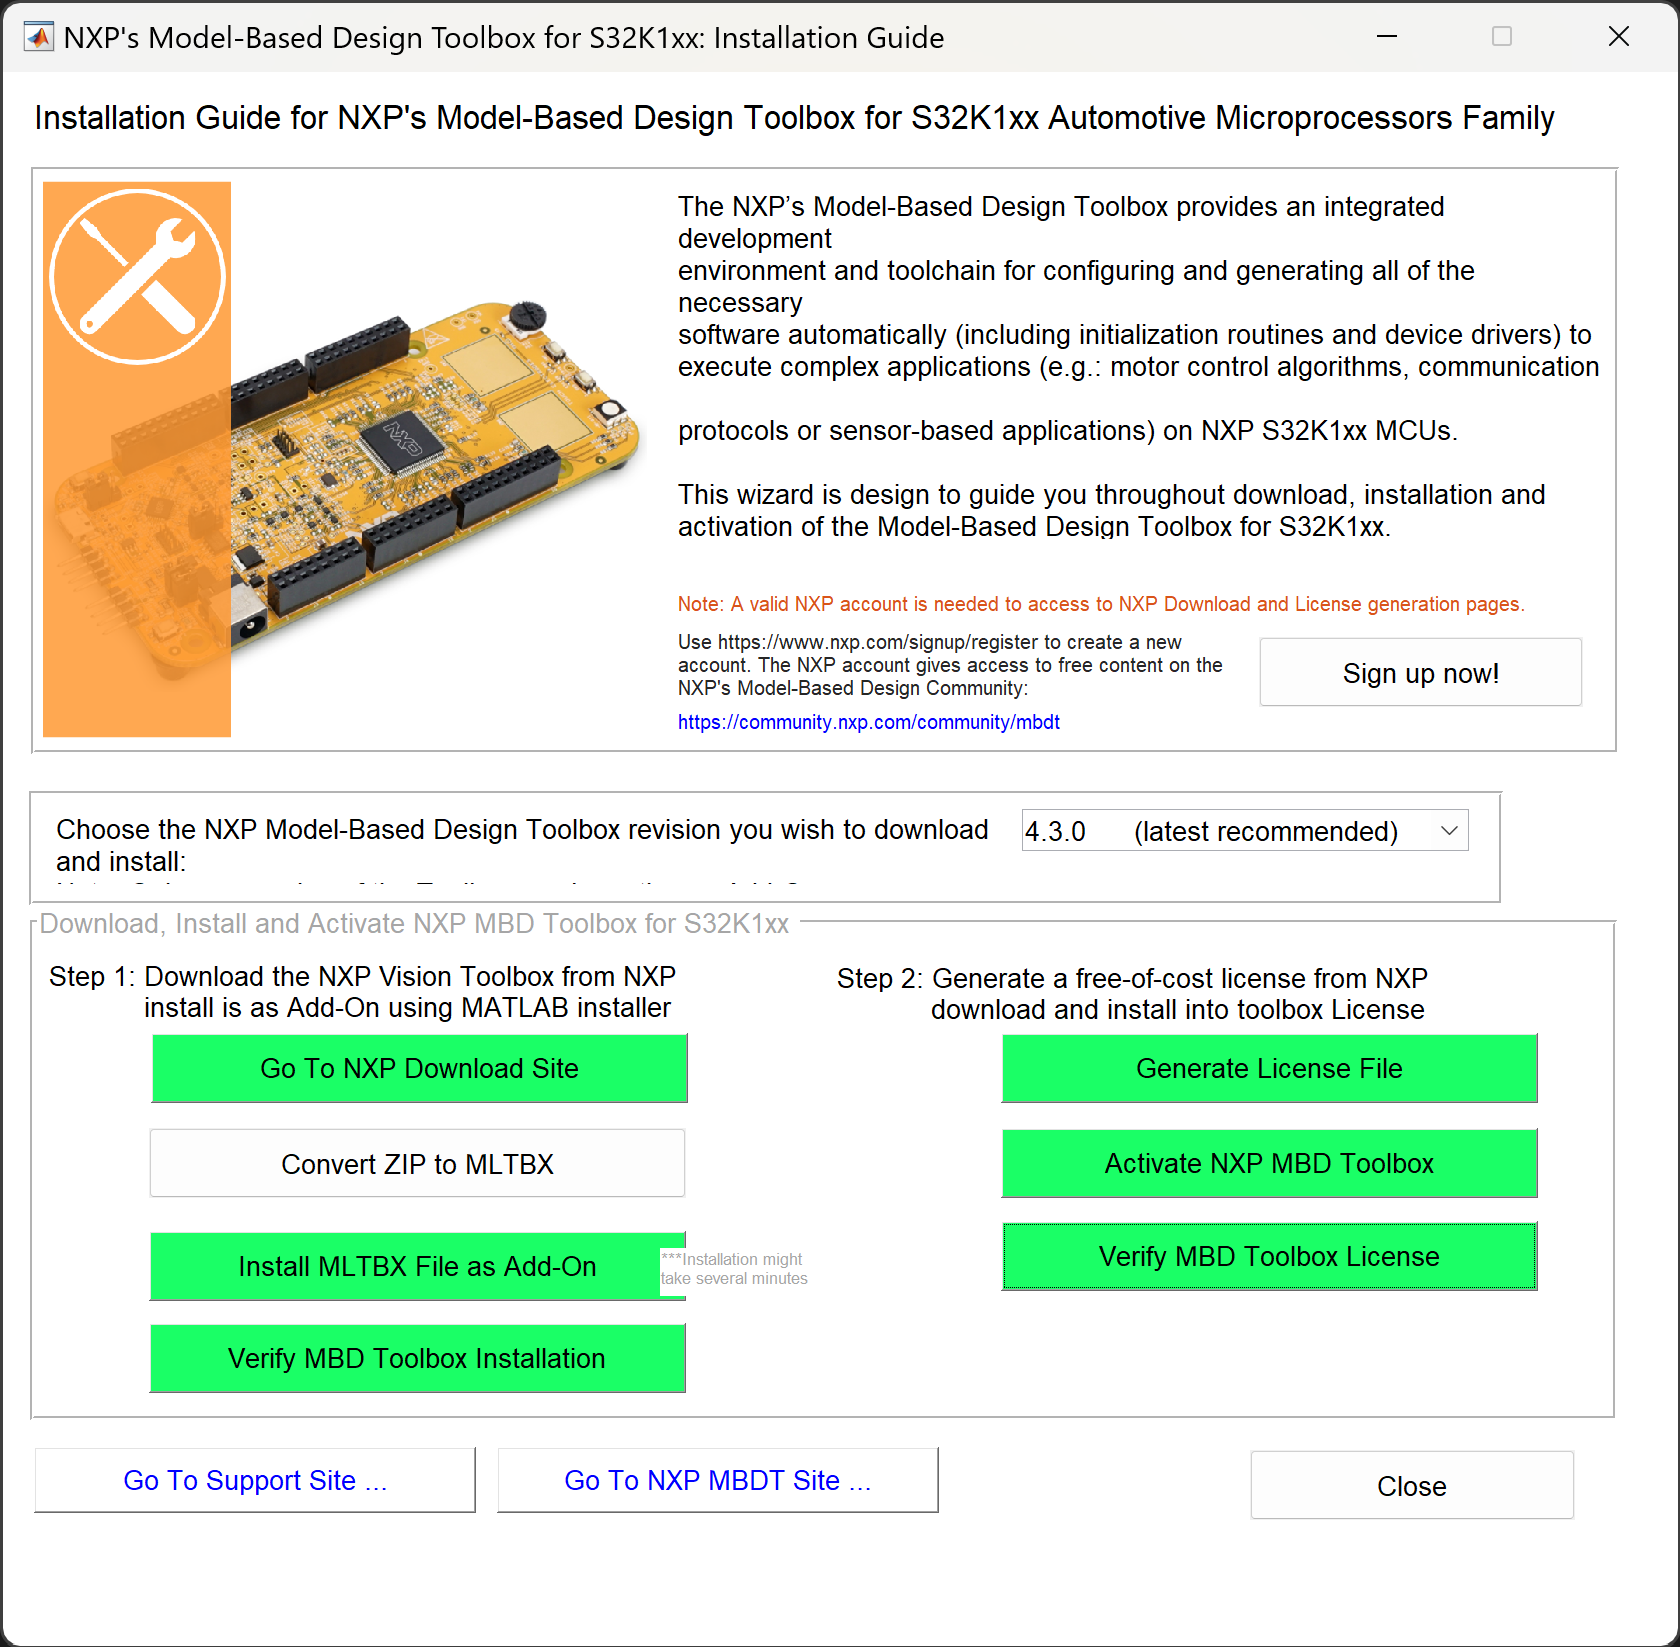 NXP's Model-Based Design Toolbox for S32K1xx: Installation Guide
Installation Guide for NXP's Model-Based Design Toolbox for S32K1xx Automotive Microprocessors Family
The NXP’s Model-Based Design Toolbox provides an integrated
development
environment and toolchain for configuring and generating all of the
necessary
software automatically (including initialization routines and device drivers) to
execute complex applications (e.g.: motor control algorithms, communication
protocols or sensor-based applications) on NXP S32K1xx MCUs.
This wizard is design to guide you throughout download, installation and
activation of the Model-Based Design Toolbox for S32K1xx.
NXP
Note: A valid NXP account is needed to access to NXP Download and License generation pages.
Use https://www.nxp.com/signup/register to create a new
account. The NXP account gives access to free content on the
NXP's Model-Based Design Community:
https://community.nxp.com/community/mbdt
Sign up now!
Choose the NXP Model-Based Design Toolbox revision you wish to download
and install:
4.3.0 (latest recommended)
Download, Install and Activate NXP MBD Toolbox for S32K1xx
Step 1: Download the NXP Vision Toolbox from NXP
install is as Add-On using MATLAB installer
Go To NXP Download Site
Convert ZIP to MLTBX
Install MLTBX File as Add-On
***Installation might
take several minutes
Verify MBD Toolbox Installation
Step 2: Generate a free-of-cost license from NXP
download and install into toolbox License
Generate License File
Activate NXP MBD Toolbox
Verify MBD Toolbox License
Go To Support Site ...
Go To NXP MBDT Site ...
Close